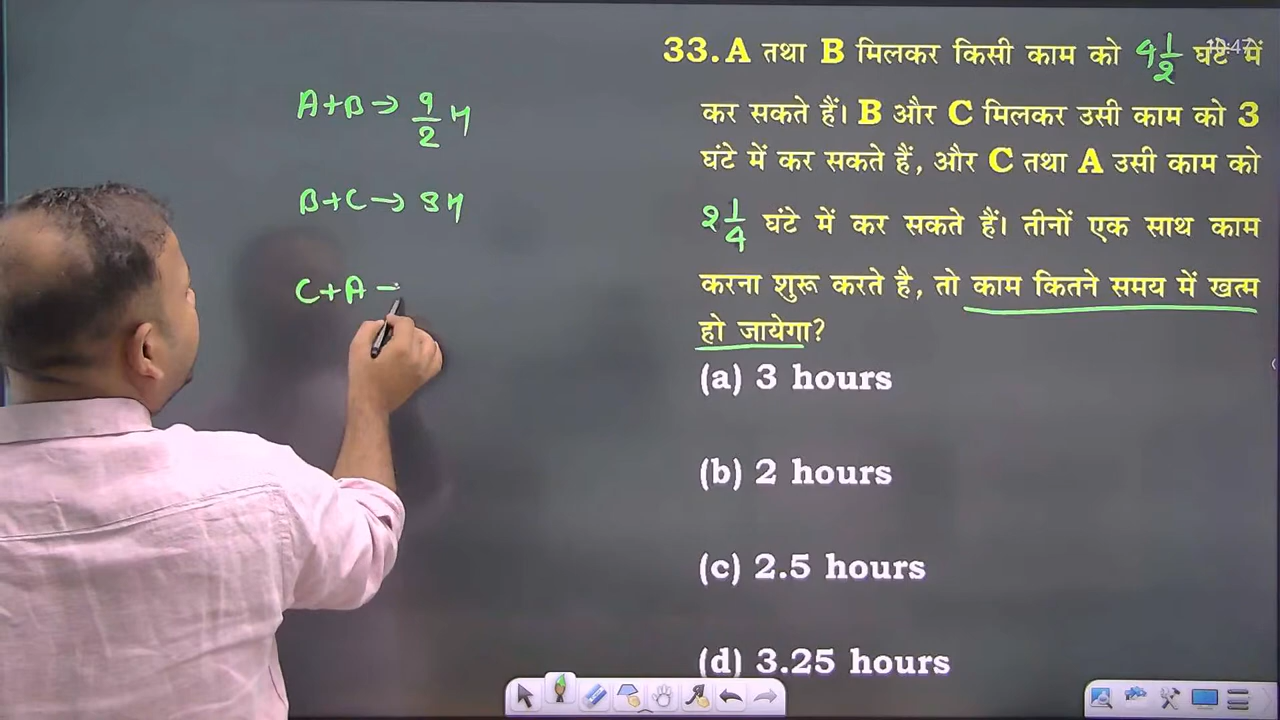 A+B→ 9/2 H
B+C→ 3H
C+A -
33. A तथा B मिलकर किसी काम को 4 1/2 घंटे में
कर सकते हैं। B और C मिलकर उसी काम को 3
घंटे में कर सकते हैं, और C तथा A उसी काम को
2 1/4 घंटे में कर सकते हैं। तीनों एक साथ काम
करना शुरू करते है, तो काम कितने समय में खत्म
हो जायेगा?
(a) 3 hours
(b) 2 hours
(c) 2.5 hours
(d) 3.25 hours